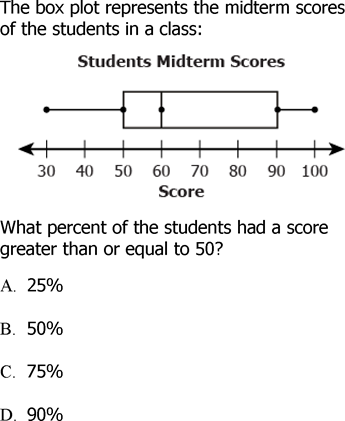 The box plot represents the midterm scores
of the students in a class:
Students Midterm Scores
30 40 50 60 70 80 90 100
Score
What percent of the students had a score
greater than or equal to 50?
A. 25%
B. 50%
C. 75%
D. 90%